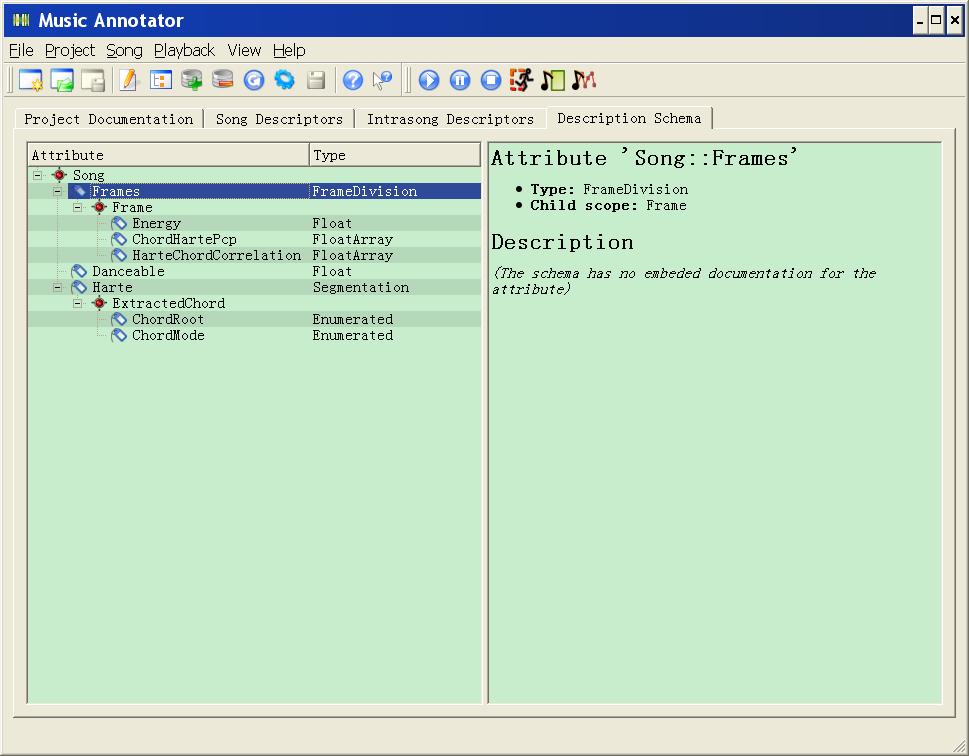 Music Annotator
File Project Song Playback View Help
Project Documentation Song Descriptors Intrasong Descriptors Description Schema
Attribute Type
Song
Frames FrameDivision
Frame
Energy Float
ChordHartePcp FloatArray
HarteChordCorrelation FloatArray
Danceable Float
Harte Segmentation
ExtractedChord
ChordRoot Enumerated
ChordMode Enumerated
Attribute 'Song::Frames'
• Type: FrameDivision
• Child scope: Frame
Description
(The schema has no embeded documentation for the
attribute)